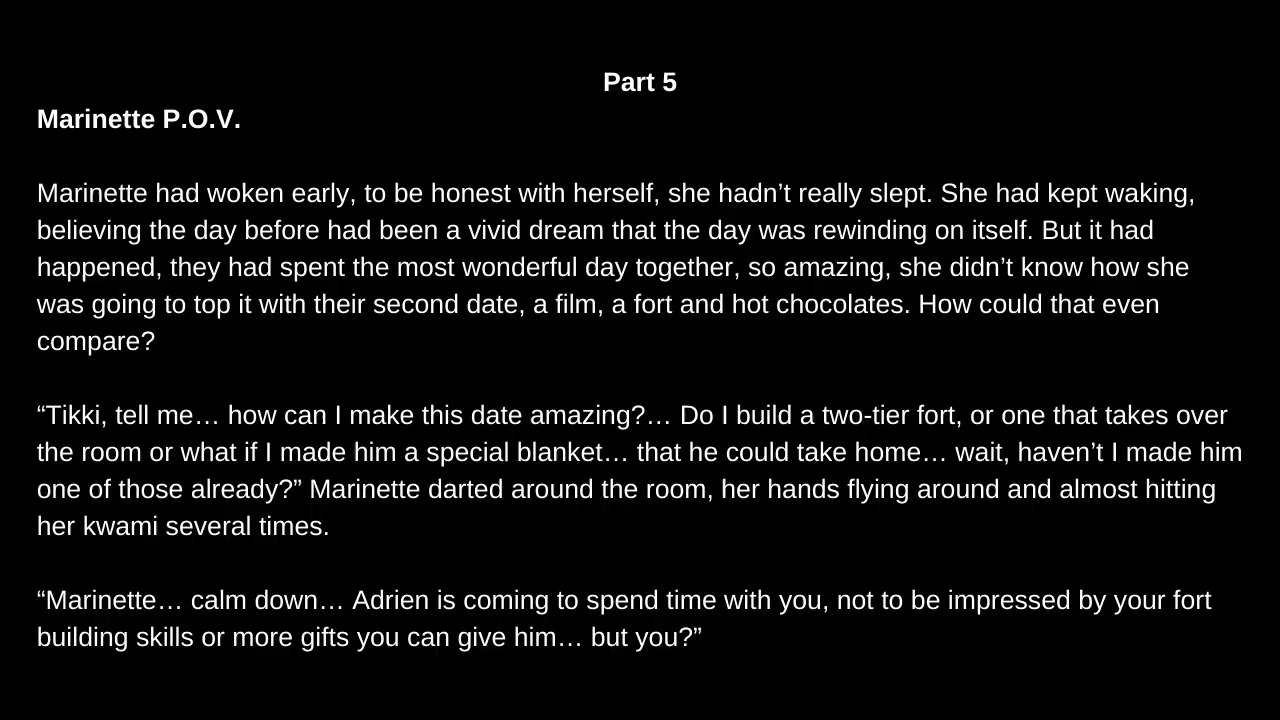 Part 5
Marinette P.O.V.
Marinette had woken early, to be honest with herself, she hadn’t really slept. She had kept waking,
believing the day before had been a vivid dream that the day was rewinding on itself. But it had
happened, they had spent the most wonderful day together, so amazing, she didn’t know how she
was going to top it with their second date, a film, a fort and hot chocolates. How could that even
compare?
“Tikki, tell me… how can I make this date amazing?… Do I build a two-tier fort, or one that takes over
the room or what if I made him a special blanket… that he could take home… wait, haven’t I made him
one of those already?” Marinette darted around the room, her hands flying around and almost hitting
her kwami several times.
“Marinette… calm down… Adrien is coming to spend time with you, not to be impressed by your fort
building skills or more gifts you can give him… but you?”